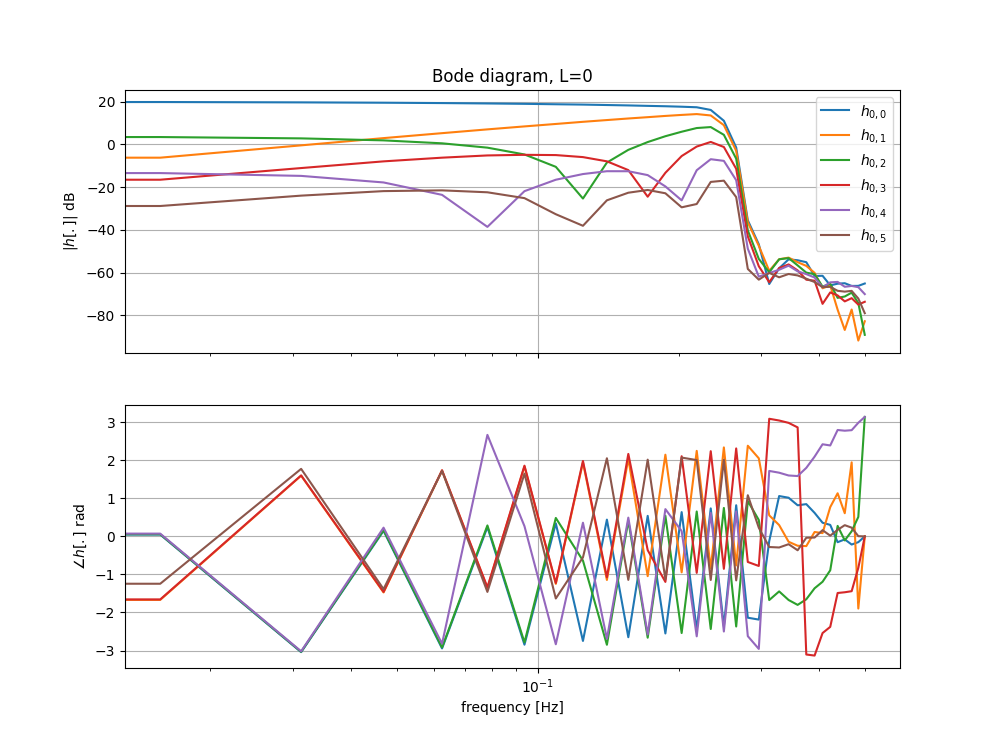 Bode diagram, L=0
|h[.]| dB
20
0
−20
−40
−60
−80
h0,0
h0,1
h0,2
h0,3
h0,4
h0,5
∠h[.] rad
3
2
1
0
−1
−2
−3
10−1
frequency [Hz]